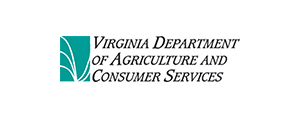 Virginia Department
of Agriculture and
Consumer Services